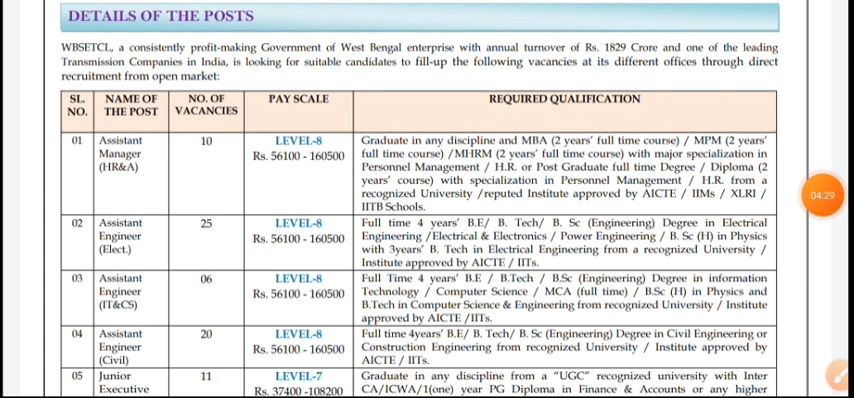 DETAILS OF THE POSTS
WBSETCL, a consistently profit-making Government of West Bengal enterprise with annual turnover of Rs. 1829 Crore and one of the leading
Transmission Companies in India, is looking for suitable candidates to fill-up the following vacancies at its different offices through direct
recruitment from open market:
SL. NO. NAME OF THE POST NO. OF VACANCIES PAY SCALE REQUIRED QUALIFICATION
01 Assistant 10 LEVEL-8 Graduate in any discipline and MBA (2 years' full time course) / MPM (2 years'
Manager Rs. 56100 - 160500 full time course) /MHRM (2 years' full time course) with major specialization in
(HR&A) Personnel Management / H.R. or Post Graduate full time Degree / Diploma (2
years' course) with specialization in Personnel Management / H.R. from a
recognized University /reputed Institute approved by AICTE / IIMs / XLRI /
IITB Schools.
02 Assistant 25 LEVEL-8 Full time 4 years' B.E/ B. Tech/ B. Sc (Engineering) Degree in Electrical
Engineer Rs. 56100 - 160500 Engineering /Electrical & Electronics / Power Engineering / B. Sc (H) in Physics
(Elect.) with 3years' B. Tech in Electrical Engineering from a recognized University /
Institute approved by AICTE / IITs.
03 Assistant 06 LEVEL-8 Full Time 4 years' B.E / B.Tech / B.Sc (Engineering) Degree in information
Engineer Rs. 56100 - 160500 Technology / Computer Science / MCA (full time) / B.Sc (H) in Physics and
(IT&CS) B.Tech in Computer Science & Engineering from recognized University / Institute
approved by AICTE /IITs.
04 Assistant 20 LEVEL-8 Full time 4years' B.E/ B. Tech/ B. Sc (Engineering) Degree in Civil Engineering or
Engineer Rs. 56100 - 160500 Construction Engineering from recognized University / Institute approved by
(Civil) AICTE / IITs.
05 Junior 11 LEVEL-7 Graduate in any discipline from a "UGC" recognized university with Inter
Executive Rs. 37400 -108200 CA/ICWA/1(one) year PG Diploma in Finance & Accounts or any higher
04:29